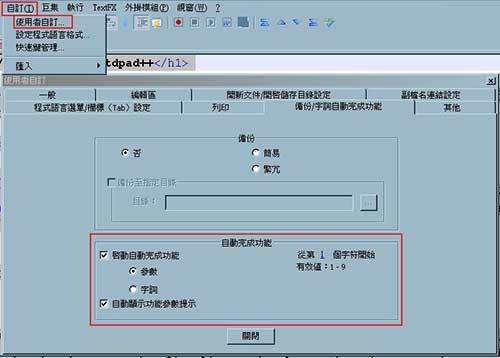 自訂(T) 巨集 執行 TextFX 外掛模組(P) 視窗(W) ?
使用者自訂...
設定程式語言格式...
快速鍵管理...
匯入
tdpad++</h1>
使用者自訂
一般 編輯區 開新文件/開啓儲存目錄設定 副檔名連結設定
程式語言選單/欄標（Tab）設定 列印 備份/字詞自動完成功能 其他
備份
否 簡易
繁冗
備份至指定目錄
目錄：
...
自動完成功能
啓動自動完成功能 從第 1 個字符開始
參數 有效值：1-9
字詞
自動顯示功能參數提示
關閉